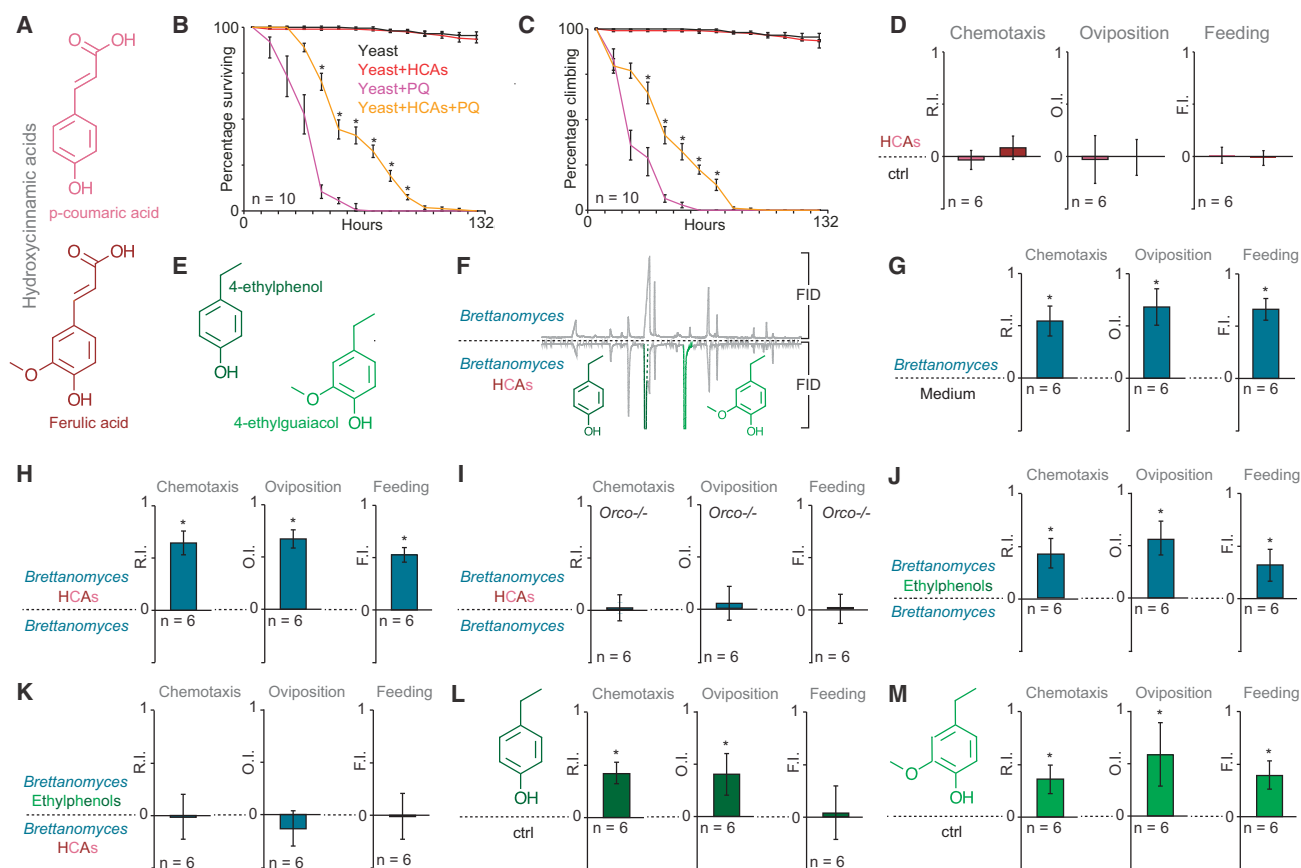 A
O
OH
OH
p-coumaric acid
Hydroxycinnamic acids
O
OH
O
OH
Ferulic acid
B
100
Percentage surviving
0
Yeast
Yeast+HCAs
Yeast+PQ
Yeast+HCAs+PQ
* * * * * *
n = 10
0 Hours 132
C
100
Percentage climbing
0
* * * * *
n = 10
0 Hours 132
D
Chemotaxis Oviposition Feeding
1 1 1
R.I. O.I. F.I.
HCAs
0 0 0
ctrl
n = 6 n = 6 n = 6
E
4-ethylphenol
OH
O
OH
4-ethylguaiacol
F
Brettanomyces
FID
Brettanomyces
HCAs
FID
OH
O
OH
G
Chemotaxis Oviposition Feeding
1 1 1
* * *
R.I. O.I. F.I.
Brettanomyces
0 0 0
Medium
n = 6 n = 6 n = 6
H
Chemotaxis Oviposition Feeding
1 1 1
* * *
R.I. O.I. F.I.
Brettanomyces
HCAs
0 0 0
Brettanomyces
n = 6 n = 6 n = 6
I
Chemotaxis Oviposition Feeding
1 1 1
Orco-/- Orco-/- Orco-/-
R.I. O.I. F.I.
Brettanomyces
HCAs
0 0 0
Brettanomyces
n = 6 n = 6 n = 6
J
Chemotaxis Oviposition Feeding
1 1 1
* * *
R.I. O.I. F.I.
Brettanomyces
Ethylphenols
0 0 0
Brettanomyces
n = 6 n = 6 n = 6
K
Chemotaxis Oviposition Feeding
1 1 1
R.I. O.I. F.I.
Brettanomyces
Ethylphenols
0 0 0
Brettanomyces
HCAs
n = 6 n = 6 n = 6
L
OH
ctrl
Chemotaxis Oviposition Feeding
1 1 1
* *
R.I. O.I. F.I.
0 0 0
n = 6 n = 6 n = 6
M
O
OH
ctrl
Chemotaxis Oviposition Feeding
1 1 1
* * *
R.I. O.I. F.I.
0 0 0
n = 6 n = 6 n = 6